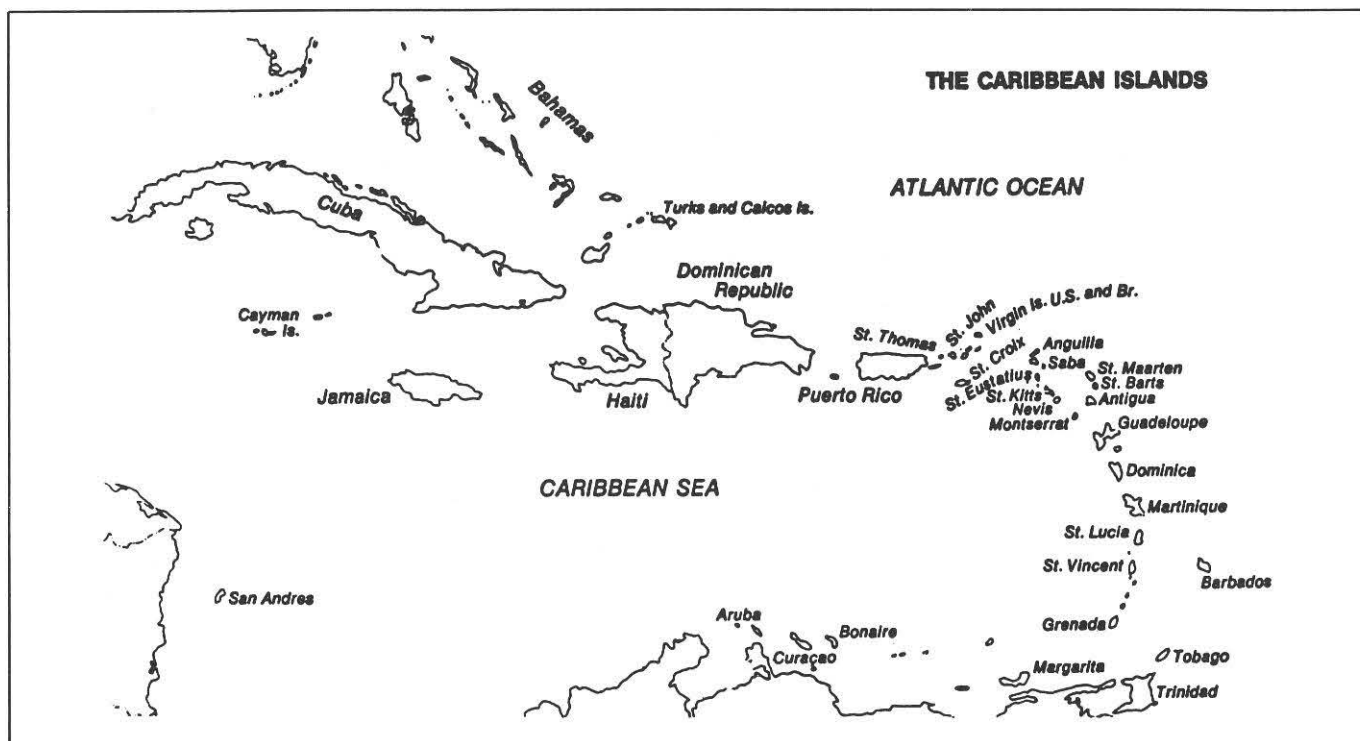 THE CARIBBEAN ISLANDS
Bahamas
ATLANTIC OCEAN
Cuba
Turks and Caicos Is.
Dominican
Republic
Cayman
Is.
St. Thomas
St. John
Virgin Is. U.S. and Br.
St. Croix
Anguilla
Saba
St. Maarten
St. Barts
St. Eustatius
St. Kitts
Antigua
Nevis
Montserrat
Jamaica
Haiti
Puerto Rico
Guadeloupe
Dominica
CARIBBEAN SEA
Martinique
St. Lucia
St. Vincent
Barbados
San Andres
Aruba
Bonaire
Curaçao
Grenada
Margarita
Tobago
Trinidad